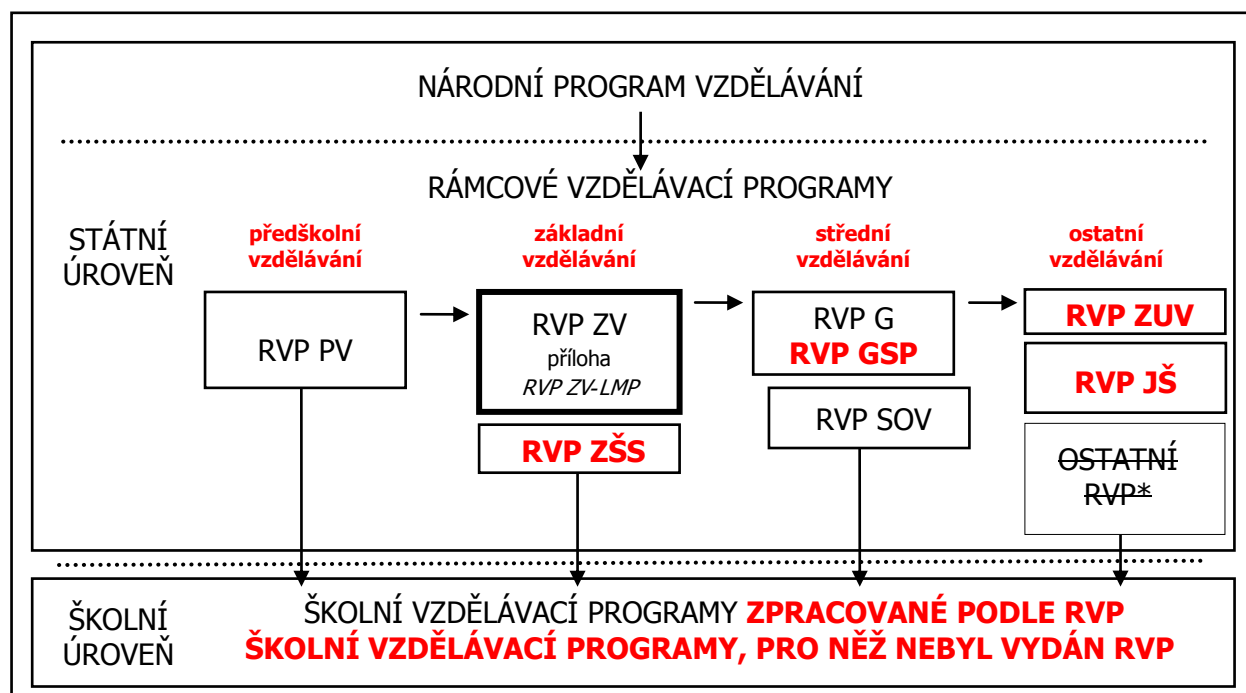 NÁRODNÍ PROGRAM VZDĚLÁVÁNÍ
RÁMCOVÉ VZDĚLÁVACÍ PROGRAMY
STÁTNÍ
ÚROVEŇ
předškolní
vzdělávání
základní
vzdělávání
střední
vzdělávání
ostatní
vzdělávání
RVP PV
RVP ZV
příloha
RVP ZV-LMP
RVP ZŠS
RVP G
RVP GSP
RVP SOV
RVP ZUV
RVP JŠ
OSTATNÍ
RVP*
ŠKOLNÍ
ÚROVEŇ
ŠKOLNÍ VZDĚLÁVACÍ PROGRAMY ZPRACOVANÉ PODLE RVP
ŠKOLNÍ VZDĚLÁVACÍ PROGRAMY, PRO NĚŽ NEBYL VYDÁN RVP